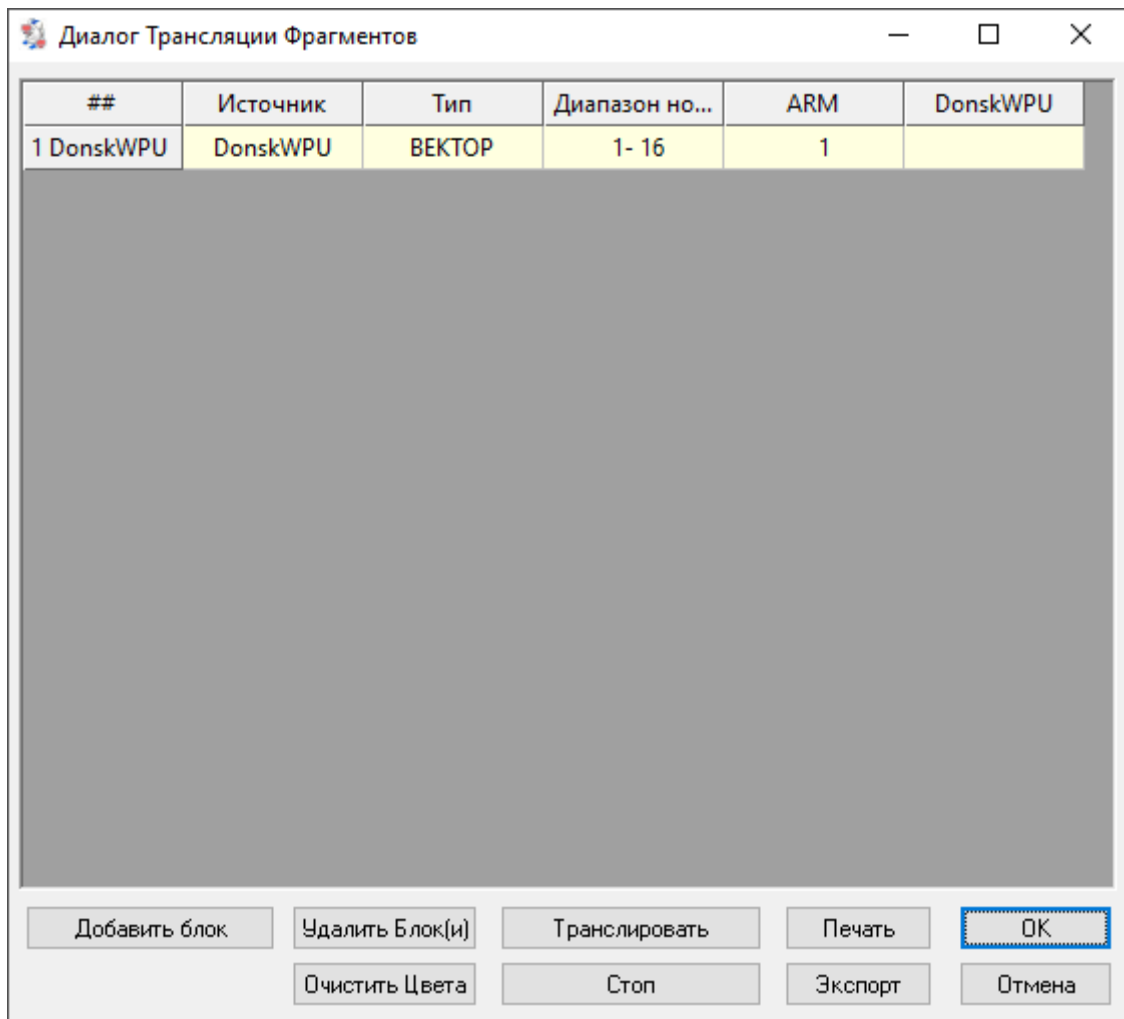 Диалог Трансляции Фрагментов
## Источник Тип Диапазон но... ARM DonskWPU
1 DonskWPU DonskWPU ВЕКТОР 1- 16 1
Добавить блок Удалить Блок(и) Транслировать Печать OK
Очистить Цвета Стоп Экспорт Отмена